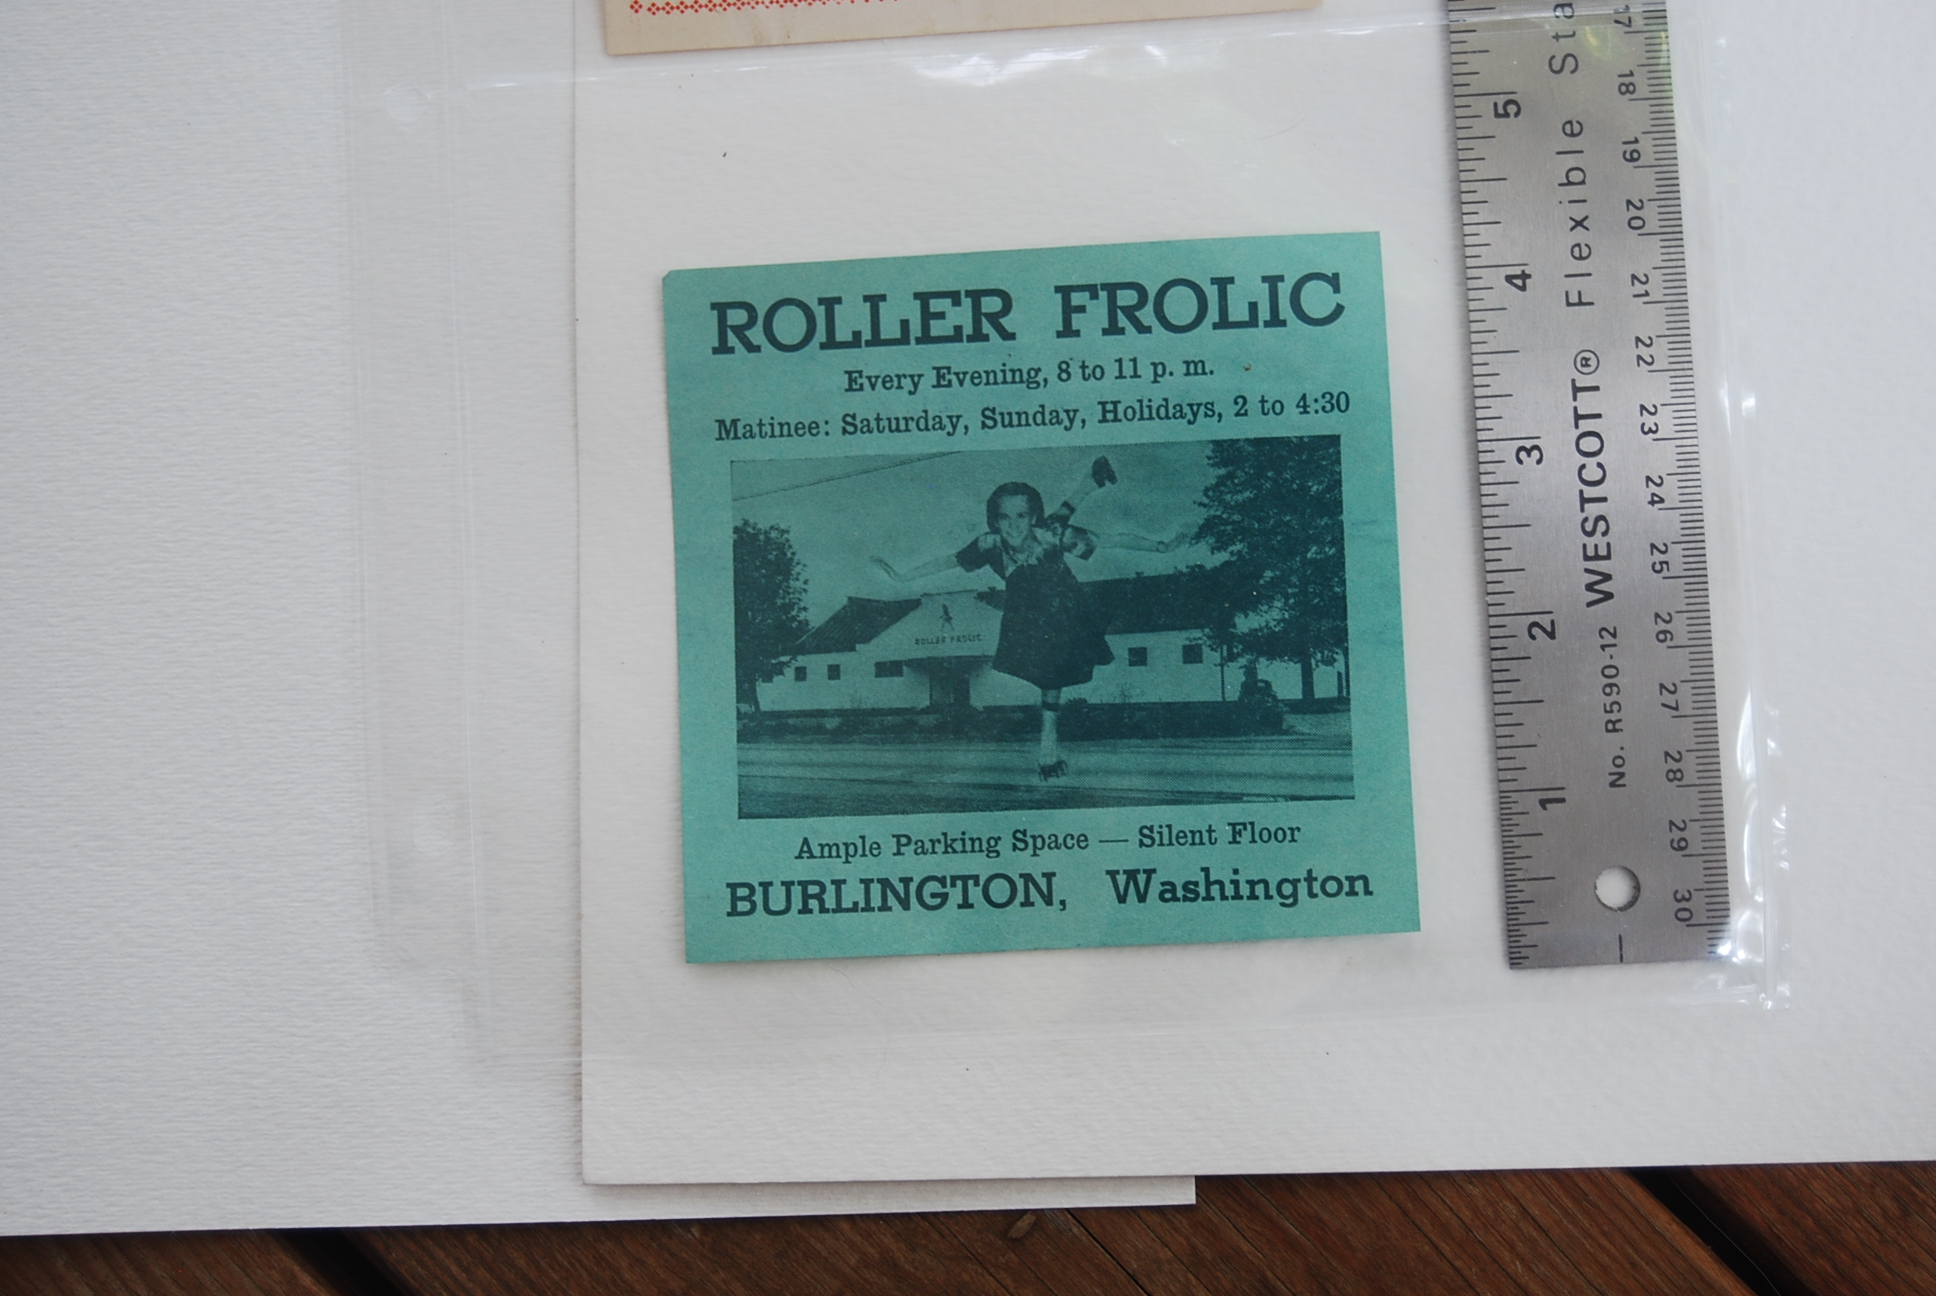 ROLLER FROLIC
Every Evening, 8 to 11 p. m.
Matinee: Saturday, Sunday, Holidays, 2 to 4:30
ROLLER FROLIC
Ample Parking Space — Silent Floor
BURLINGTON, Washington
5 4 3 2 1
No. R590-12 WESTCOTT® Flexible Sta
17 18 19 20 21 22 23 24 25 26 27 28 29 30